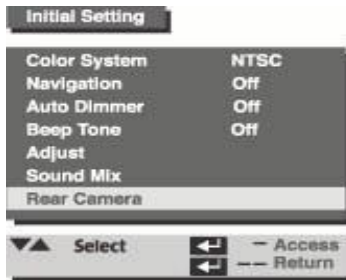 Initial Setting
Color System NTSC
Navigation Off
Auto Dimmer Off
Beep Tone Off
Adjust
Sound Mix
Rear Camera
▼▲ Select ↵ – Access
↵ –– Return